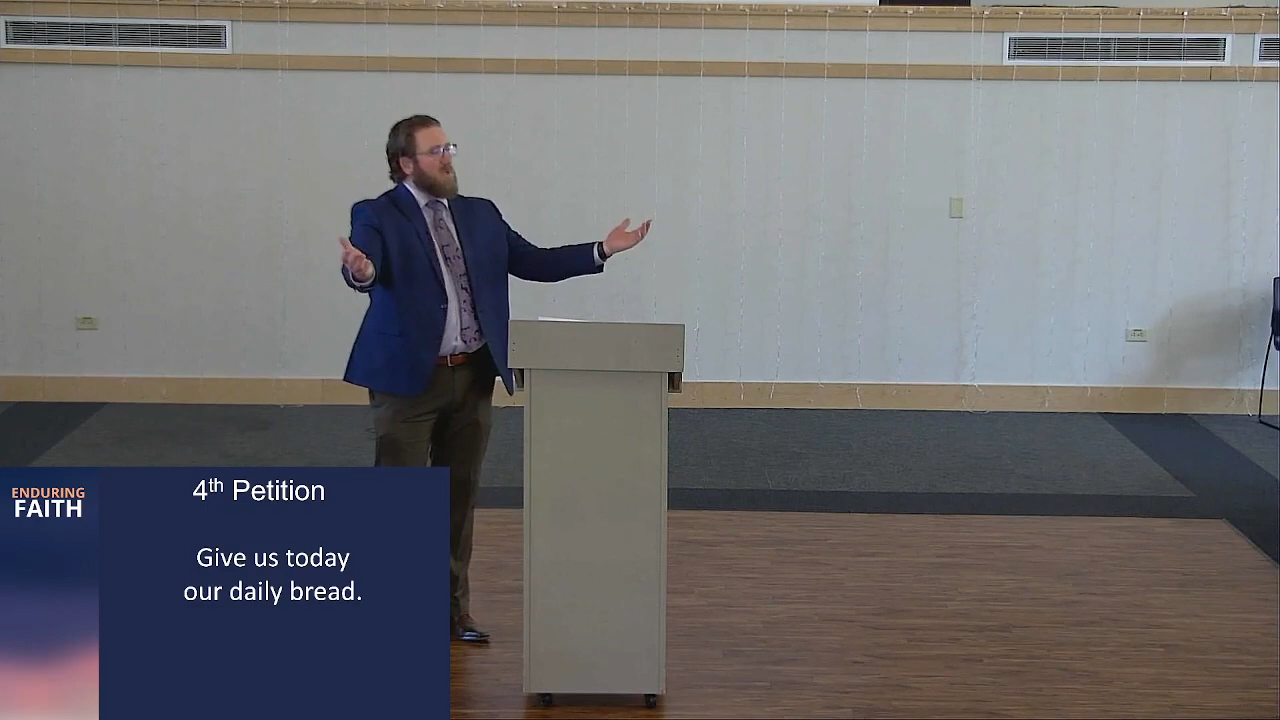 ENDURING
FAITH
4th Petition
Give us today
our daily bread.